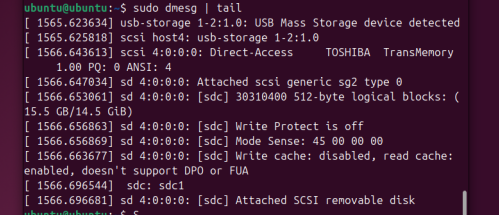 ubuntu@ubuntu:~$ sudo dmesg | tail
[ 1565.623634] usb-storage 1-2:1.0: USB Mass Storage device detected
[ 1565.625818] scsi host4: usb-storage 1-2:1.0
[ 1566.643613] scsi 4:0:0:0: Direct-Access     TOSHIBA  TransMemory
     1.00 PQ: 0 ANSI: 4
[ 1566.647034] sd 4:0:0:0: Attached scsi generic sg2 type 0
[ 1566.653061] sd 4:0:0:0: [sdc] 30310400 512-byte logical blocks: (
15.5 GB/14.5 GiB)
[ 1566.656863] sd 4:0:0:0: [sdc] Write Protect is off
[ 1566.656869] sd 4:0:0:0: [sdc] Mode Sense: 45 00 00 00
[ 1566.663677] sd 4:0:0:0: [sdc] Write cache: disabled, read cache:
enabled, doesn't support DPO or FUA
[ 1566.696544]  sdc: sdc1
[ 1566.696681] sd 4:0:0:0: [sdc] Attached SCSI removable disk
ubuntu@ubuntu:~$